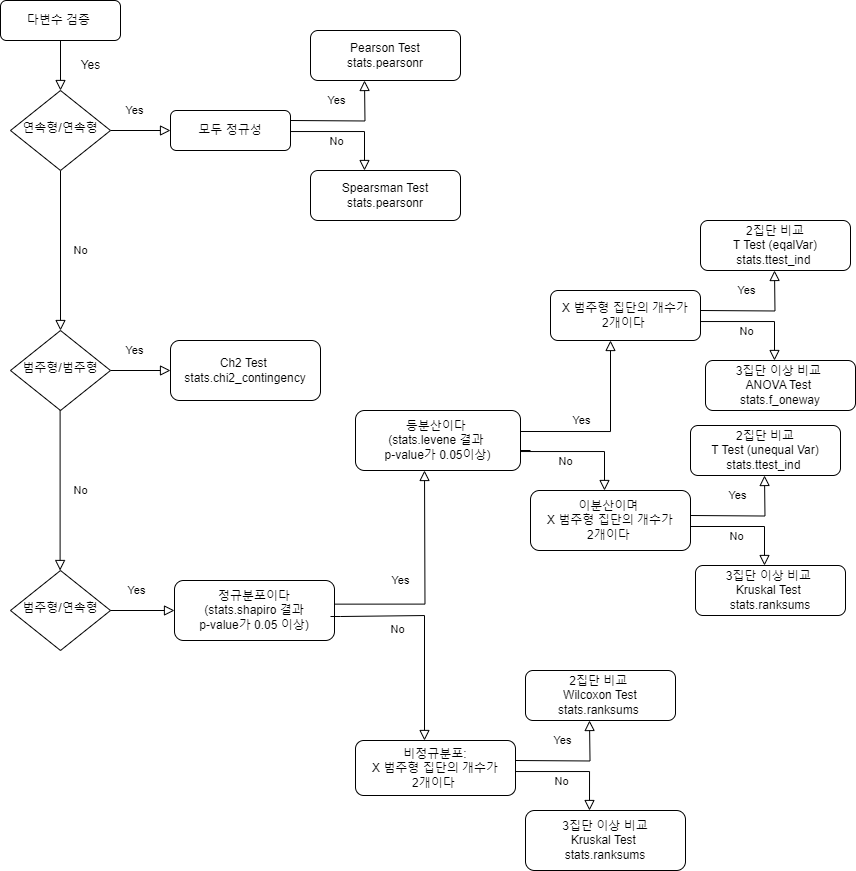 다변수 검증
Yes
연속형/연속형
Yes
모두 정규성
Yes
Pearson Test
stats.pearsonr
No
Spearsman Test
stats.pearsonr
No
범주형/범주형
Yes
Ch2 Test
stats.chi2_contingency
No
범주형/연속형
Yes
정규분포이다
(stats.shapiro 결과
p-value가 0.05 이상)
Yes
등분산이다
(stats.levene 결과
p-value가 0.05이상)
Yes
X 범주형 집단의 개수가
2개이다
Yes
2집단 비교
T Test (eqalVar)
stats.ttest_ind
No
3집단 이상 비교
ANOVA Test
stats.f_oneway
No
이분산이며
X 범주형 집단의 개수가
2개이다
Yes
2집단 비교
T Test (unequal Var)
stats.ttest_ind
No
3집단 이상 비교
Kruskal Test
stats.ranksums
No
비정규분포:
X 범주형 집단의 개수가
2개이다
Yes
2집단 비교
Wilcoxon Test
stats.ranksums
No
3집단 이상 비교
Kruskal Test
stats.ranksums